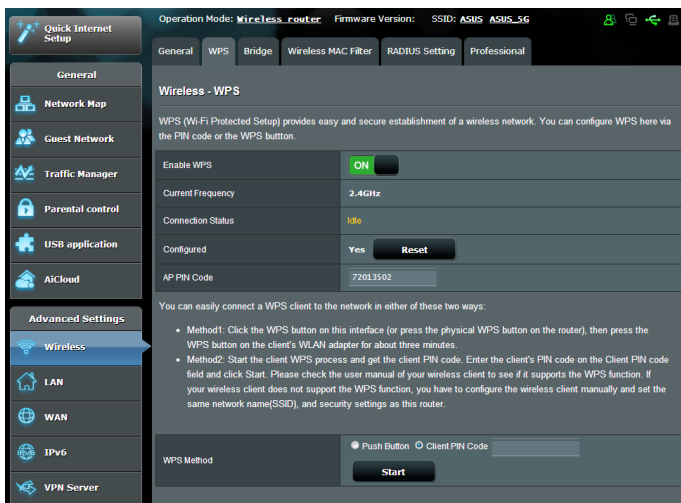 Quick Internet
Setup
General
Network Map
Guest Network
Traffic Manager
Parental control
USB application
AiCloud
Advanced Settings
Wireless
LAN
WAN
IPv6
VPN Server
Operation Mode: Wireless router Firmware Version: SSID: ASUS ASUS_5G
General WPS Bridge Wireless MAC Filter RADIUS Setting Professional
Wireless - WPS
WPS (Wi-Fi Protected Setup) provides easy and secure establishment of a wireless network. You can configure WPS here via
the PIN code or the WPS buttton.
Enable WPS ON
Current Frequency 2.4GHz
Connection Status Idle
Configured Yes Reset
AP PIN Code 72013502
You can easily connect a WPS client to the network in either of these two ways:
• Method1: Click the WPS button on this interface (or press the physical WPS button on the router), then press the
WPS button on the client's WLAN adapter for about three minutes.
• Method2: Start the client WPS process and get the client PIN code. Enter the client's PIN code on the Client PIN code
field and click Start. Please check the user manual of your wireless client to see if it supports the WPS function. If
your wireless client does not support the WPS function, you have to configure the wireless client manually and set the
same network name(SSID), and security settings as this router.
WPS Method Push Button Client PIN Code
Start